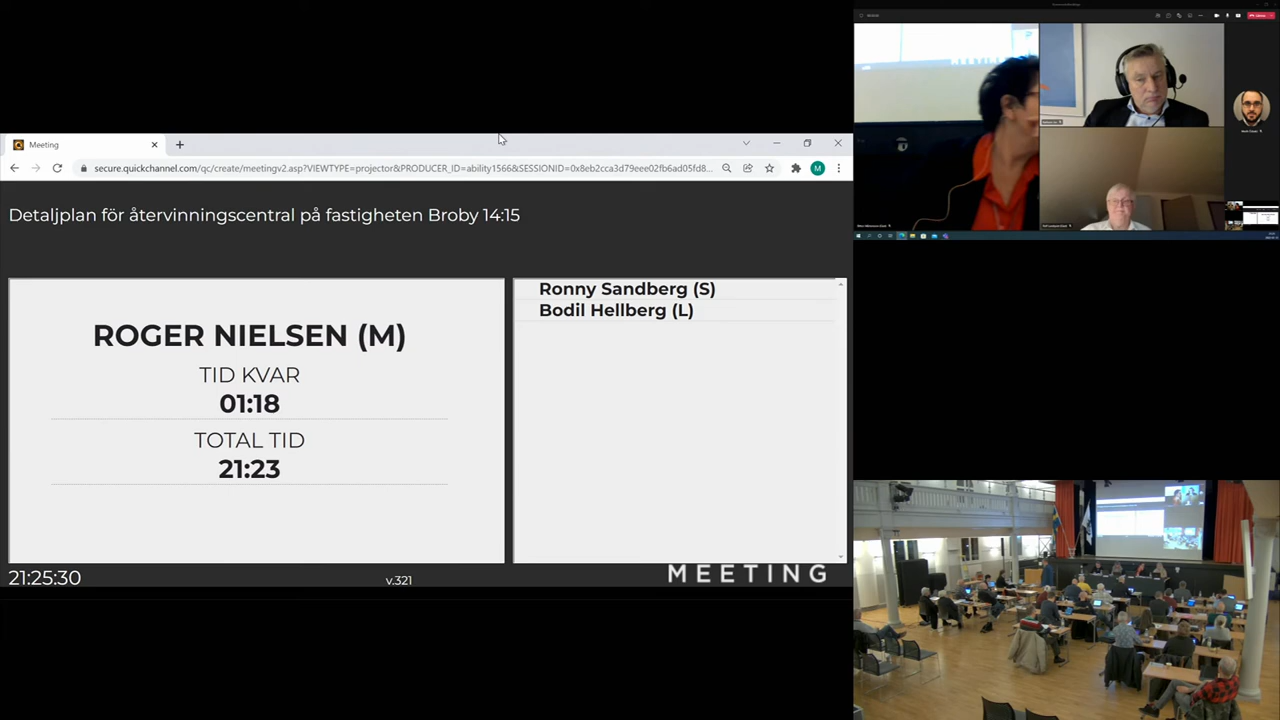 Meeting
secure.quickchannel.com/qc/create/meetingv2.asp?VIEWTYPE=projector&PRODUCER_ID=ability1566&SESSIONID=0x8eb2cca3d79eee02fb6ad05fd8...
M
Detaljplan för återvinningscentral på fastigheten Broby 14:15
ROGER NIELSEN (M)
TID KVAR
01:18
TOTAL TID
21:23
Ronny Sandberg (S)
Bodil Hellberg (L)
21:25:30
v.321
MEETING